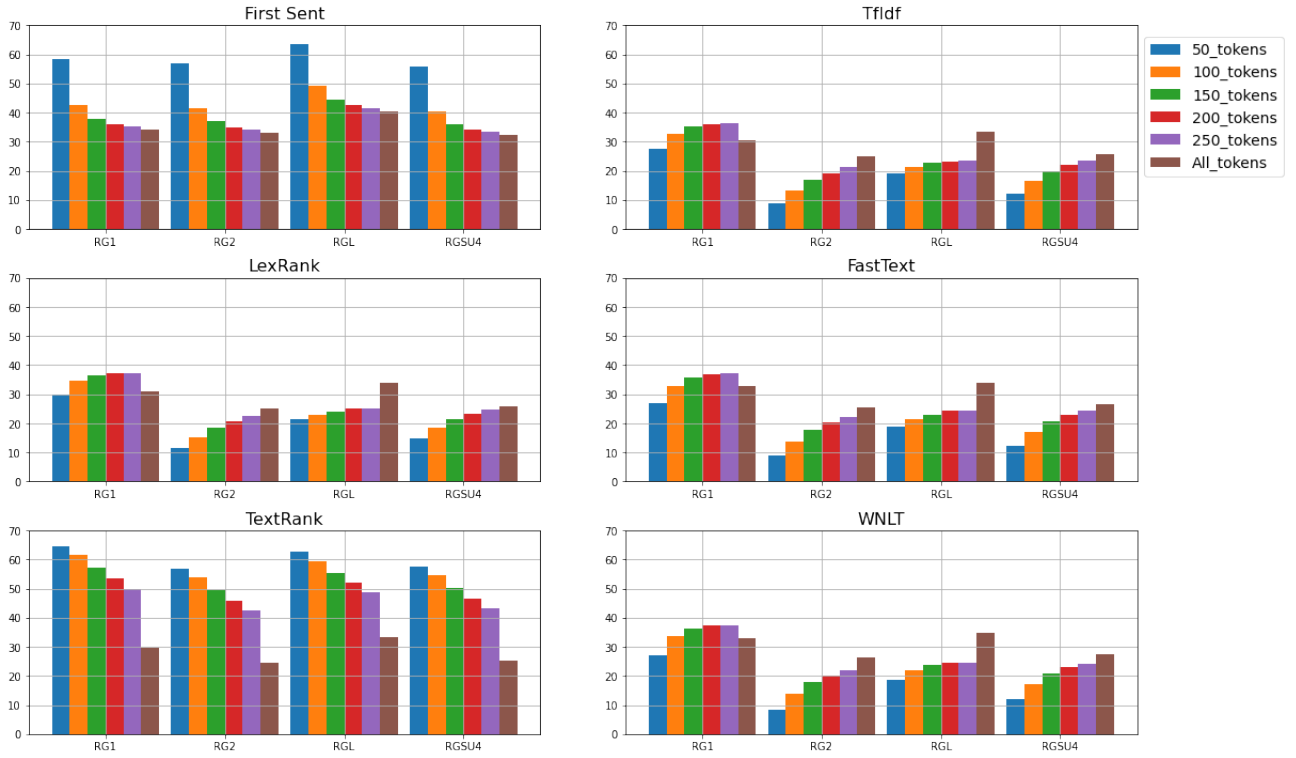 First Sent
70
60
50
40
30
20
10
0
RG1 RG2 RGL RGSU4
TfIdf
70
60
50
40
30
20
10
0
RG1 RG2 RGL RGSU4
50_tokens
100_tokens
150_tokens
200_tokens
250_tokens
All_tokens
LexRank
70
60
50
40
30
20
10
0
RG1 RG2 RGL RGSU4
FastText
70
60
50
40
30
20
10
0
RG1 RG2 RGL RGSU4
TextRank
70
60
50
40
30
20
10
0
RG1 RG2 RGL RGSU4
WNLT
70
60
50
40
30
20
10
0
RG1 RG2 RGL RGSU4